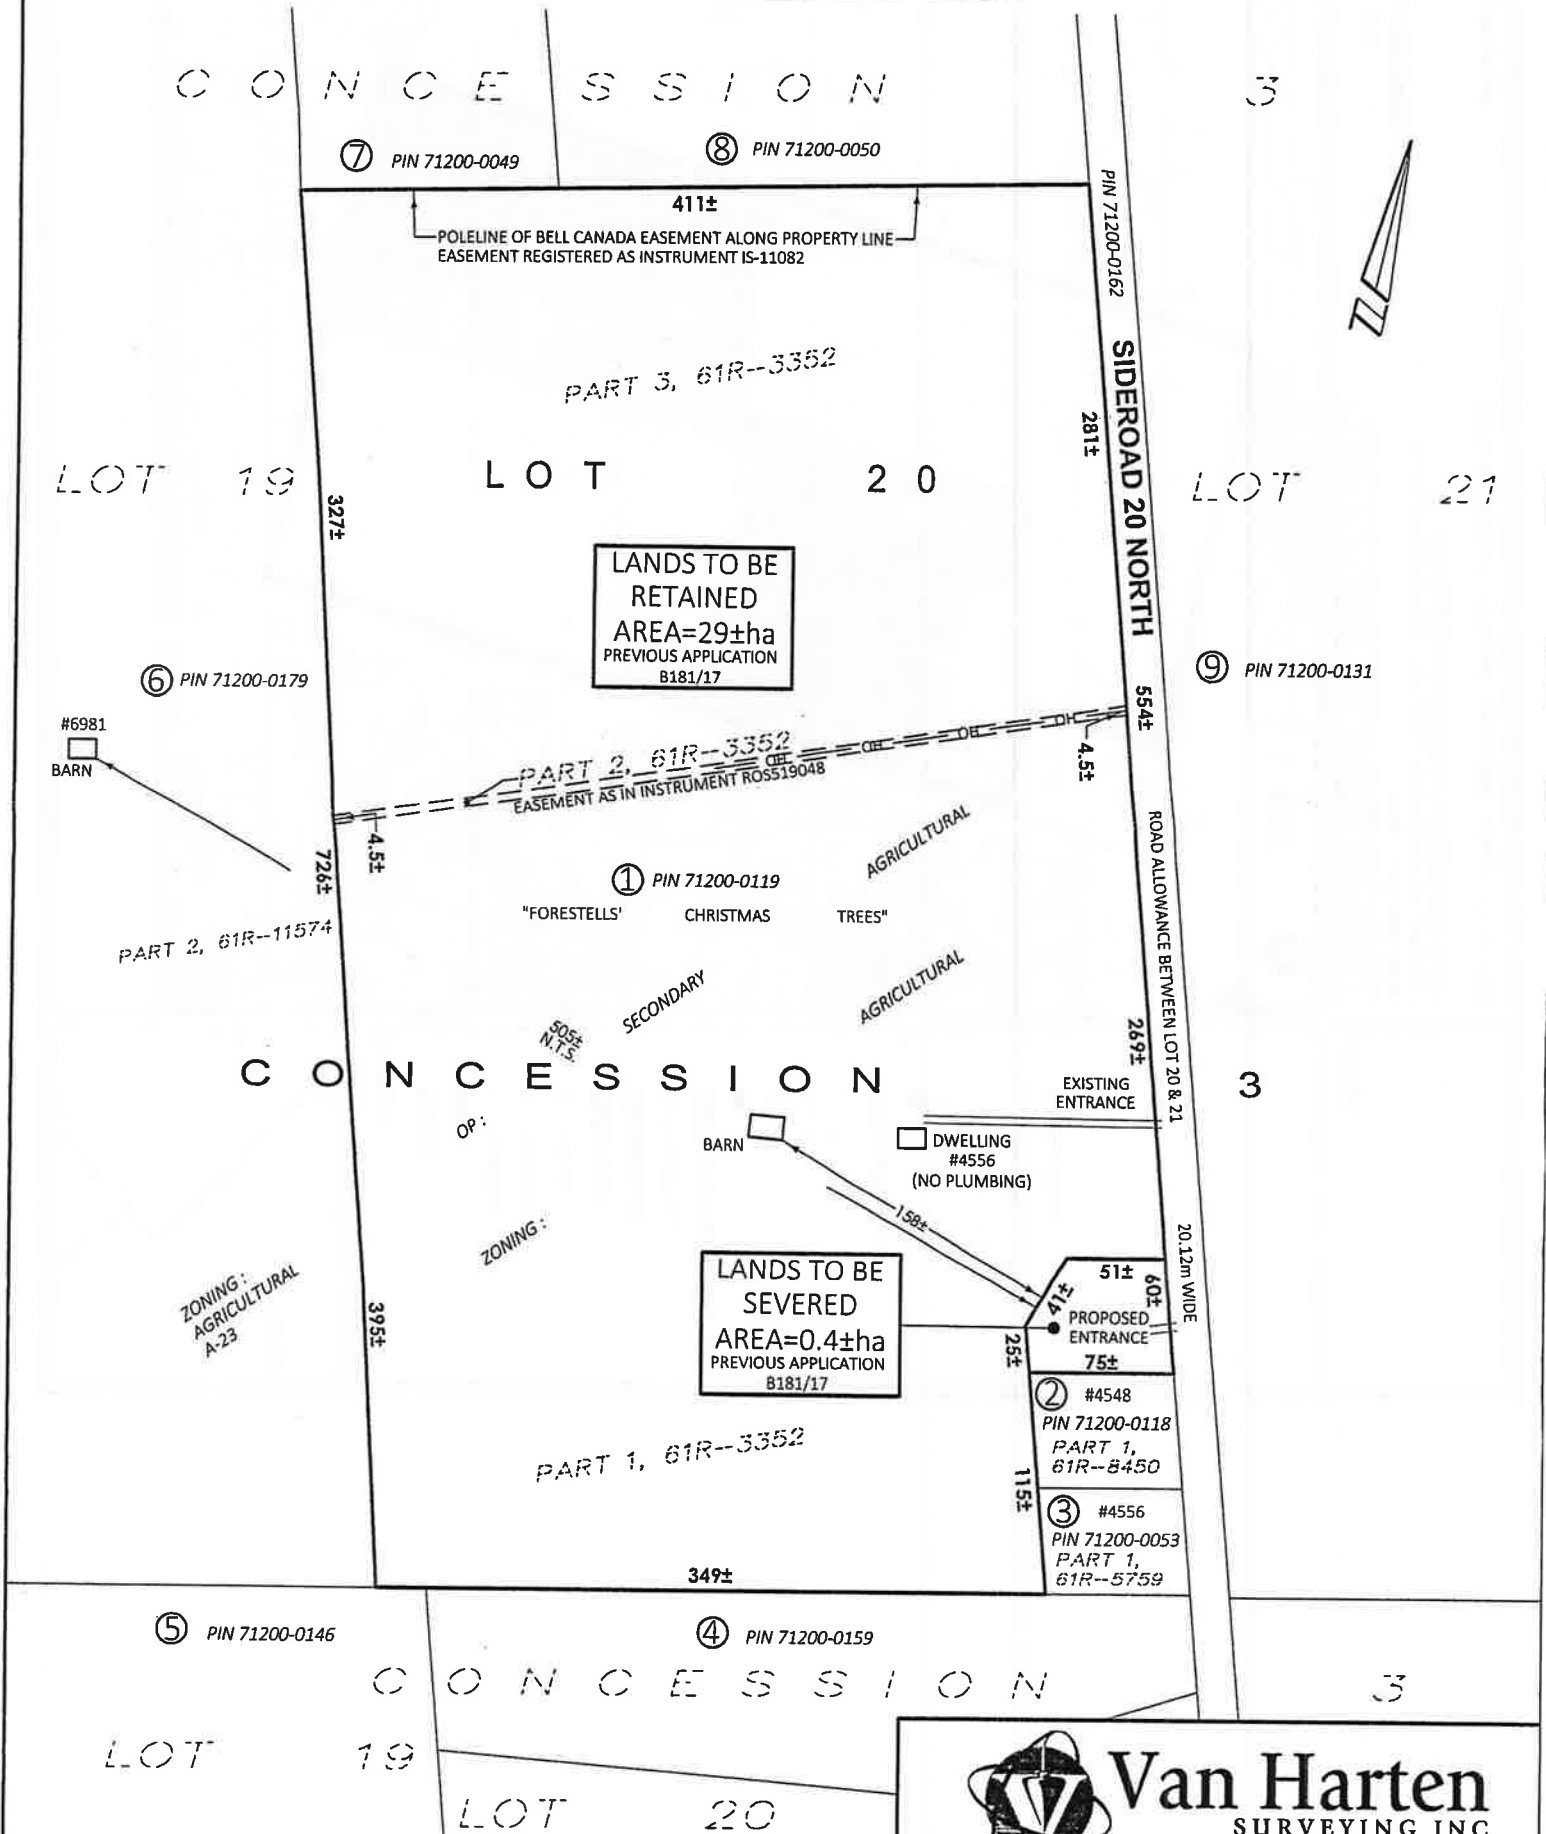 CONCESSION 3
7 PIN 71200-0049
8 PIN 71200-0050
411±
POLELINE OF BELL CANADA EASEMENT ALONG PROPERTY LINE
EASEMENT REGISTERED AS INSTRUMENT IS-11082
PIN 71200-0162
PART 3, 61R--3352
SIDEROAD 20 NORTH
281±
LOT 19
LOT 20
LOT 21
327±
LANDS TO BE
RETAINED
AREA=29±ha
PREVIOUS APPLICATION
B181/17
6 PIN 71200-0179
9 PIN 71200-0131
#6981
BARN
554±
4.5±
PART 2, 61R--3352
OH OH OH OH
EASEMENT AS IN INSTRUMENT ROS519048
4.5±
726±
AGRICULTURAL
ROAD ALLOWANCE BETWEEN LOT 20 & 21
1 PIN 71200-0119
"FORESTELLS' CHRISTMAS TREES"
PART 2, 61R--11574
SECONDARY
AGRICULTURAL
505±
N.T.S.
269±
CONCESSION 3
EXISTING
ENTRANCE
OP:
BARN
DWELLING
#4556
(NO PLUMBING)
158±
ZONING:
20.12m WIDE
ZONING:
AGRICULTURAL
A-23
395±
LANDS TO BE
SEVERED
AREA=0.4±ha
PREVIOUS APPLICATION
B181/17
51±
60±
41±
PROPOSED
ENTRANCE
25±
75±
2 #4548
PIN 71200-0118
PART 1,
61R--8450
PART 1, 61R--3352
115±
3 #4556
PIN 71200-0053
PART 1,
61R--5759
349±
5 PIN 71200-0146
4 PIN 71200-0159
CONCESSION 3
LOT 19
LOT 20
Van Harten
SURVEYING INC